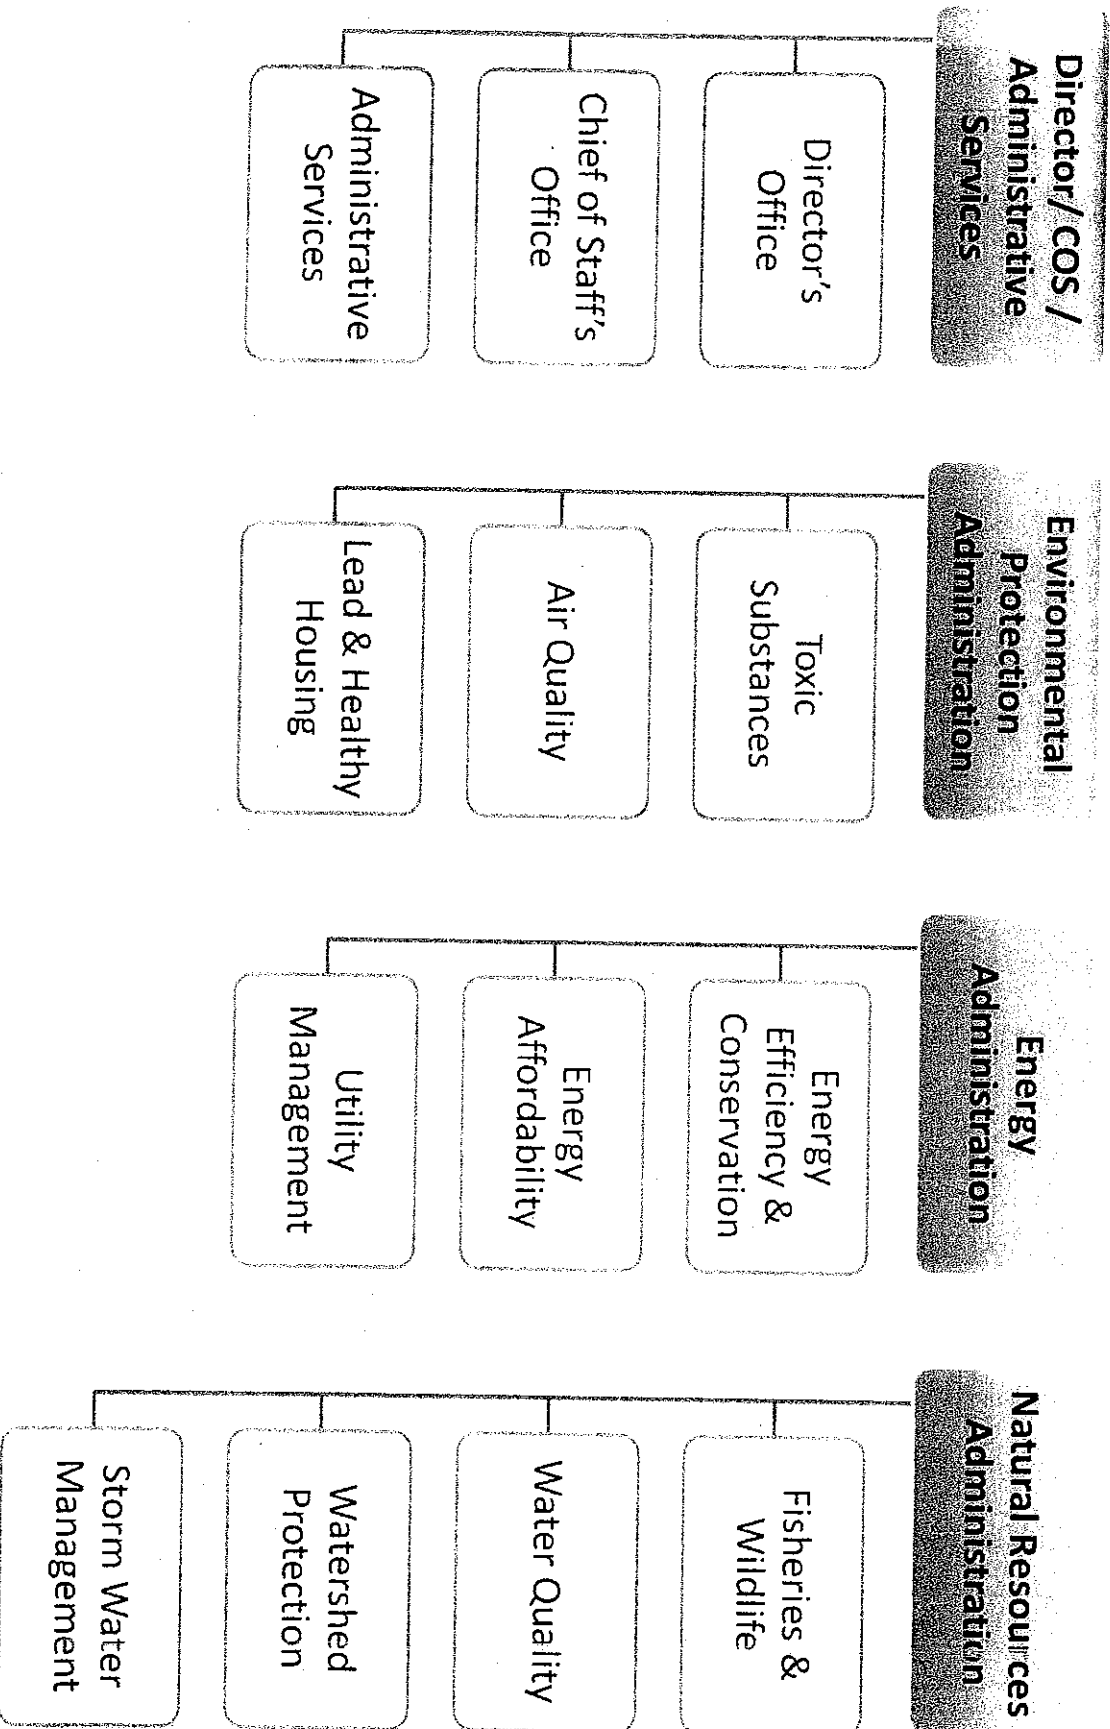 Director/ COS /
Administrative
Services
Director's
Office
Chief of Staff's
Office
Administrative
Services
Environmental
Protection
Administration
Toxic
Substances
Air Quality
Lead & Healthy
Housing
Energy
Administration
Energy
Efficiency &
Conservation
Energy
Affordability
Utility
Management
Natural Resources
Administration
Fisheries &
Wildlife
Water Quality
Watershed
Protection
Storm Water
Management